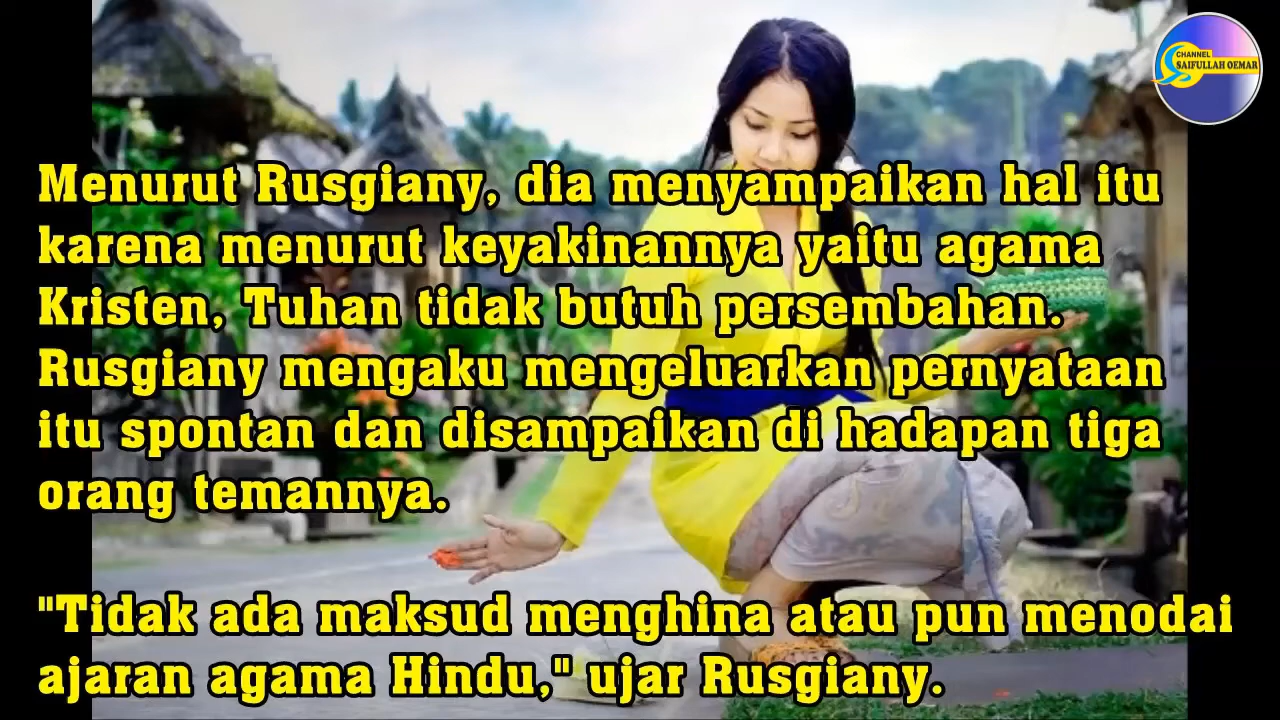 CHANNEL
SAIFULLAH OEMAR
Menurut Rusgiany, dia menyampaikan hal itu
karena menurut keyakinannya yaitu agama
Kristen, Tuhan tidak butuh persembahan.
Rusgiany mengaku mengeluarkan pernyataan
itu spontan dan disampaikan di hadapan tiga
orang temannya.
"Tidak ada maksud menghina atau pun menodai
ajaran agama Hindu," ujar Rusgiany.